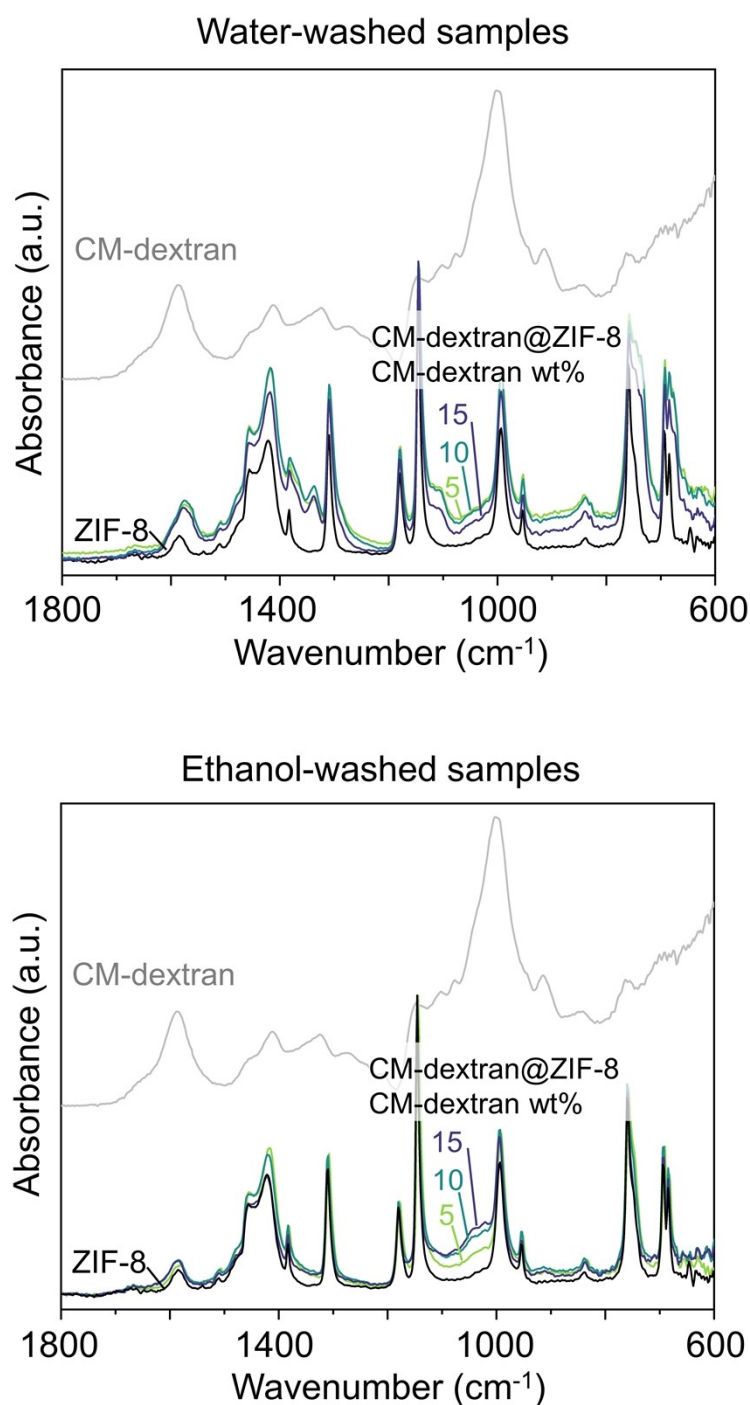 Water-washed samples
Absorbance (a.u.)
CM-dextran
CM-dextran@ZIF-8
CM-dextran wt%
15
10
5
ZIF-8
1800 1400 1000 600
Wavenumber (cm⁻¹)
Ethanol-washed samples
Absorbance (a.u.)
CM-dextran
CM-dextran@ZIF-8
CM-dextran wt%
15
10
5
ZIF-8
1800 1400 1000 600
Wavenumber (cm⁻¹)